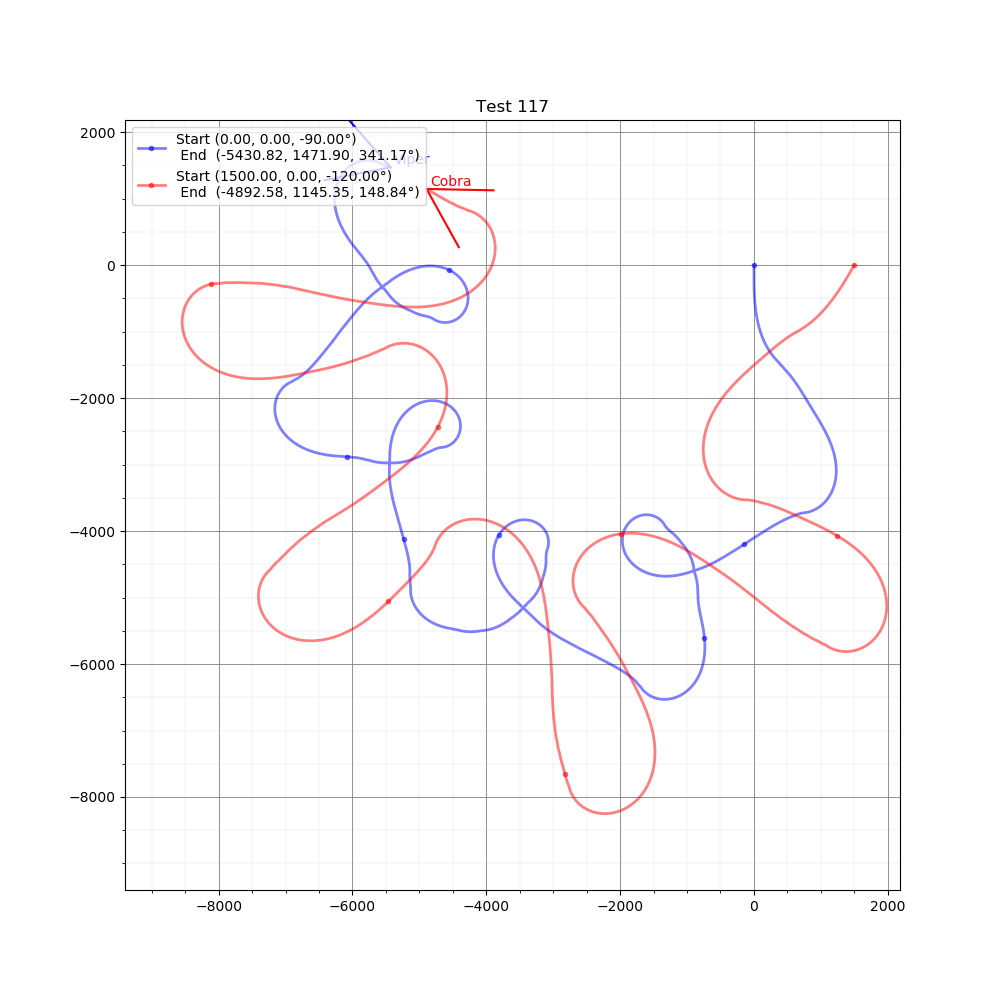 Test 117
Start (0.00, 0.00, -90.00°)
End (-5430.82, 1471.90, 341.17°)
Start (1500.00, 0.00, -120.00°)
End (-4892.58, 1145.35, 148.84°)
Viper
Cobra
2000
0
−2000
−4000
−6000
−8000
−8000 −6000 −4000 −2000 0 2000